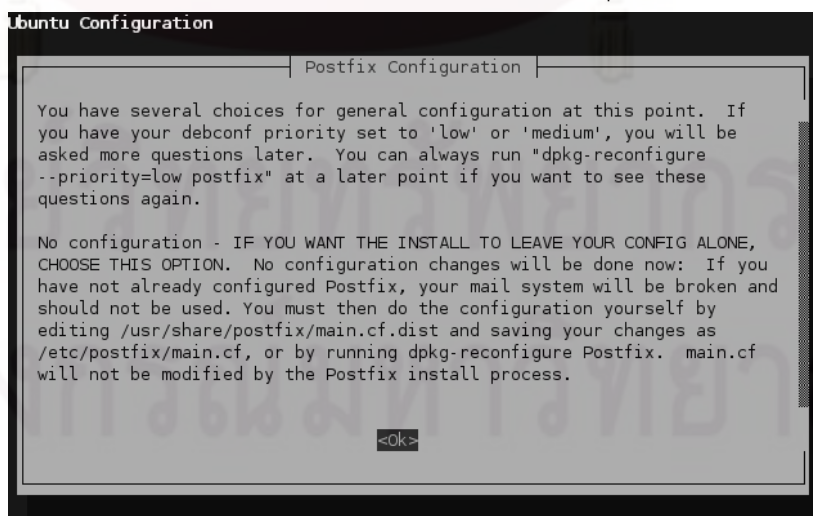 Ubuntu Configuration
Postfix Configuration
You have several choices for general configuration at this point.  If
you have your debconf priority set to 'low' or 'medium', you will be
asked more questions later.  You can always run "dpkg-reconfigure
--priority=low postfix" at a later point if you want to see these
questions again.
No configuration - IF YOU WANT THE INSTALL TO LEAVE YOUR CONFIG ALONE,
CHOOSE THIS OPTION.  No configuration changes will be done now:  If you
have not already configured Postfix, your mail system will be broken and
should not be used. You must then do the configuration yourself by
editing /usr/share/postfix/main.cf.dist and saving your changes as
/etc/postfix/main.cf, or by running dpkg-reconfigure Postfix.  main.cf
will not be modified by the Postfix install process.
<Ok>